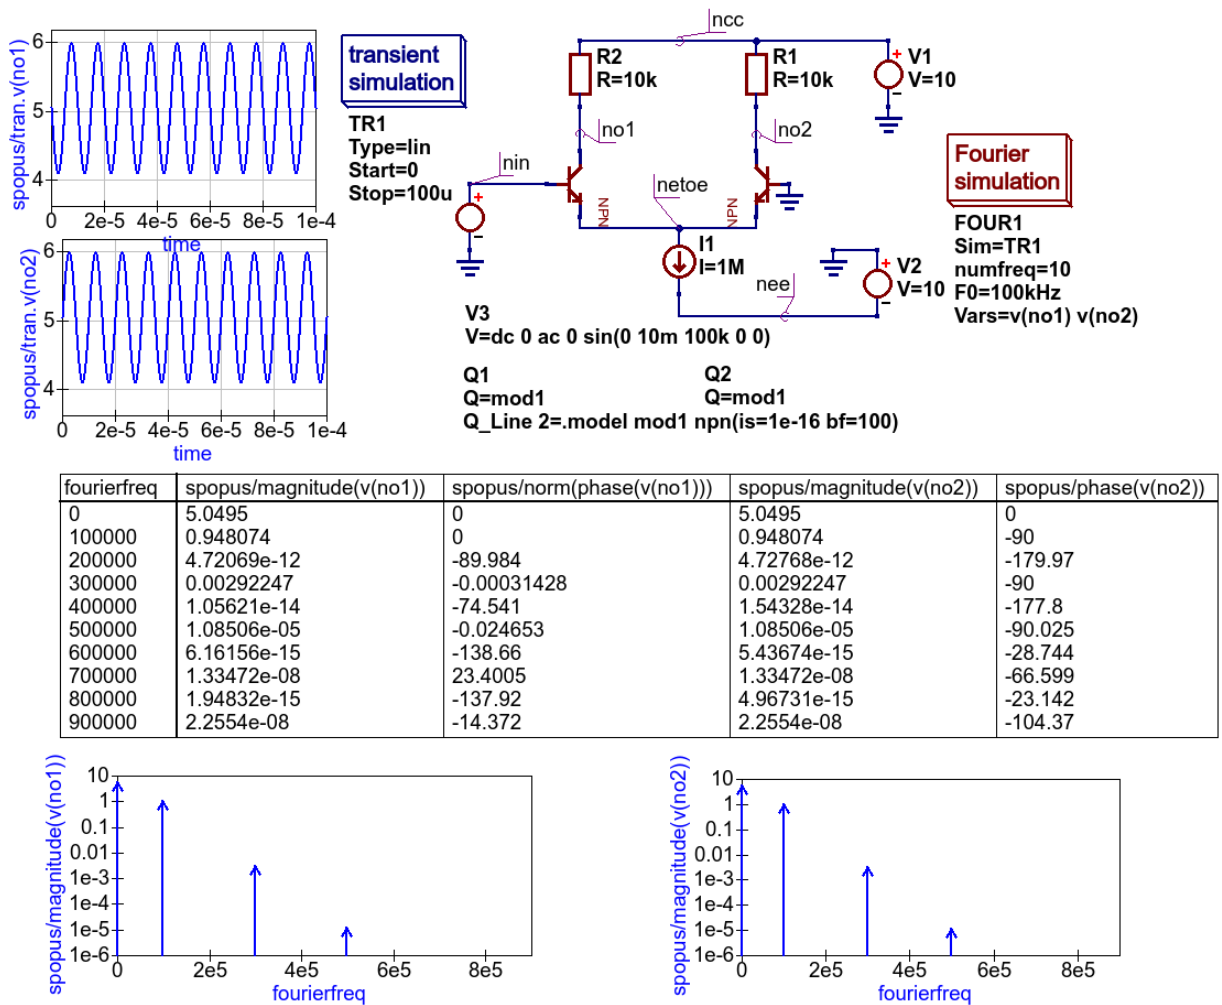 spopus/tran.v(no1)
6
5
4
0 2e-5 4e-5 6e-5 8e-5 1e-4
time
spopus/tran.v(no2)
6
5
4
0 2e-5 4e-5 6e-5 8e-5 1e-4
time
transient
simulation
TR1
Type=lin
Start=0
Stop=100u
ncc
R2
R=10k
R1
R=10k
+ V1
V=10
−
no1
no2
nin
+
−
netoe
NPN
NPN
I1
I=1M
nee
+ V2
V=10
−
Fourier
simulation
FOUR1
Sim=TR1
numfreq=10
F0=100kHz
Vars=v(no1) v(no2)
V3
V=dc 0 ac 0 sin(0 10m 100k 0 0)
Q1
Q=mod1
Q2
Q=mod1
Q_Line 2=.model mod1 npn(is=1e-16 bf=100)
fourierfreq spopus/magnitude(v(no1)) spopus/norm(phase(v(no1))) spopus/magnitude(v(no2)) spopus/phase(v(no2))
0 5.0495 0 5.0495 0
100000 0.948074 0 0.948074 -90
200000 4.72069e-12 -89.984 4.72768e-12 -179.97
300000 0.00292247 -0.00031428 0.00292247 -90
400000 1.05621e-14 -74.541 1.54328e-14 -177.8
500000 1.08506e-05 -0.024653 1.08506e-05 -90.025
600000 6.16156e-15 -138.66 5.43674e-15 -28.744
700000 1.33472e-08 23.4005 1.33472e-08 -66.599
800000 1.94832e-15 -137.92 4.96731e-15 -23.142
900000 2.2554e-08 -14.372 2.2554e-08 -104.37
spopus/magnitude(v(no1))
10
1
0.1
0.01
1e-3
1e-4
1e-5
1e-6
0 2e5 4e5 6e5 8e5
fourierfreq
spopus/magnitude(v(no2))
10
1
0.1
0.01
1e-3
1e-4
1e-5
1e-6
0 2e5 4e5 6e5 8e5
fourierfreq